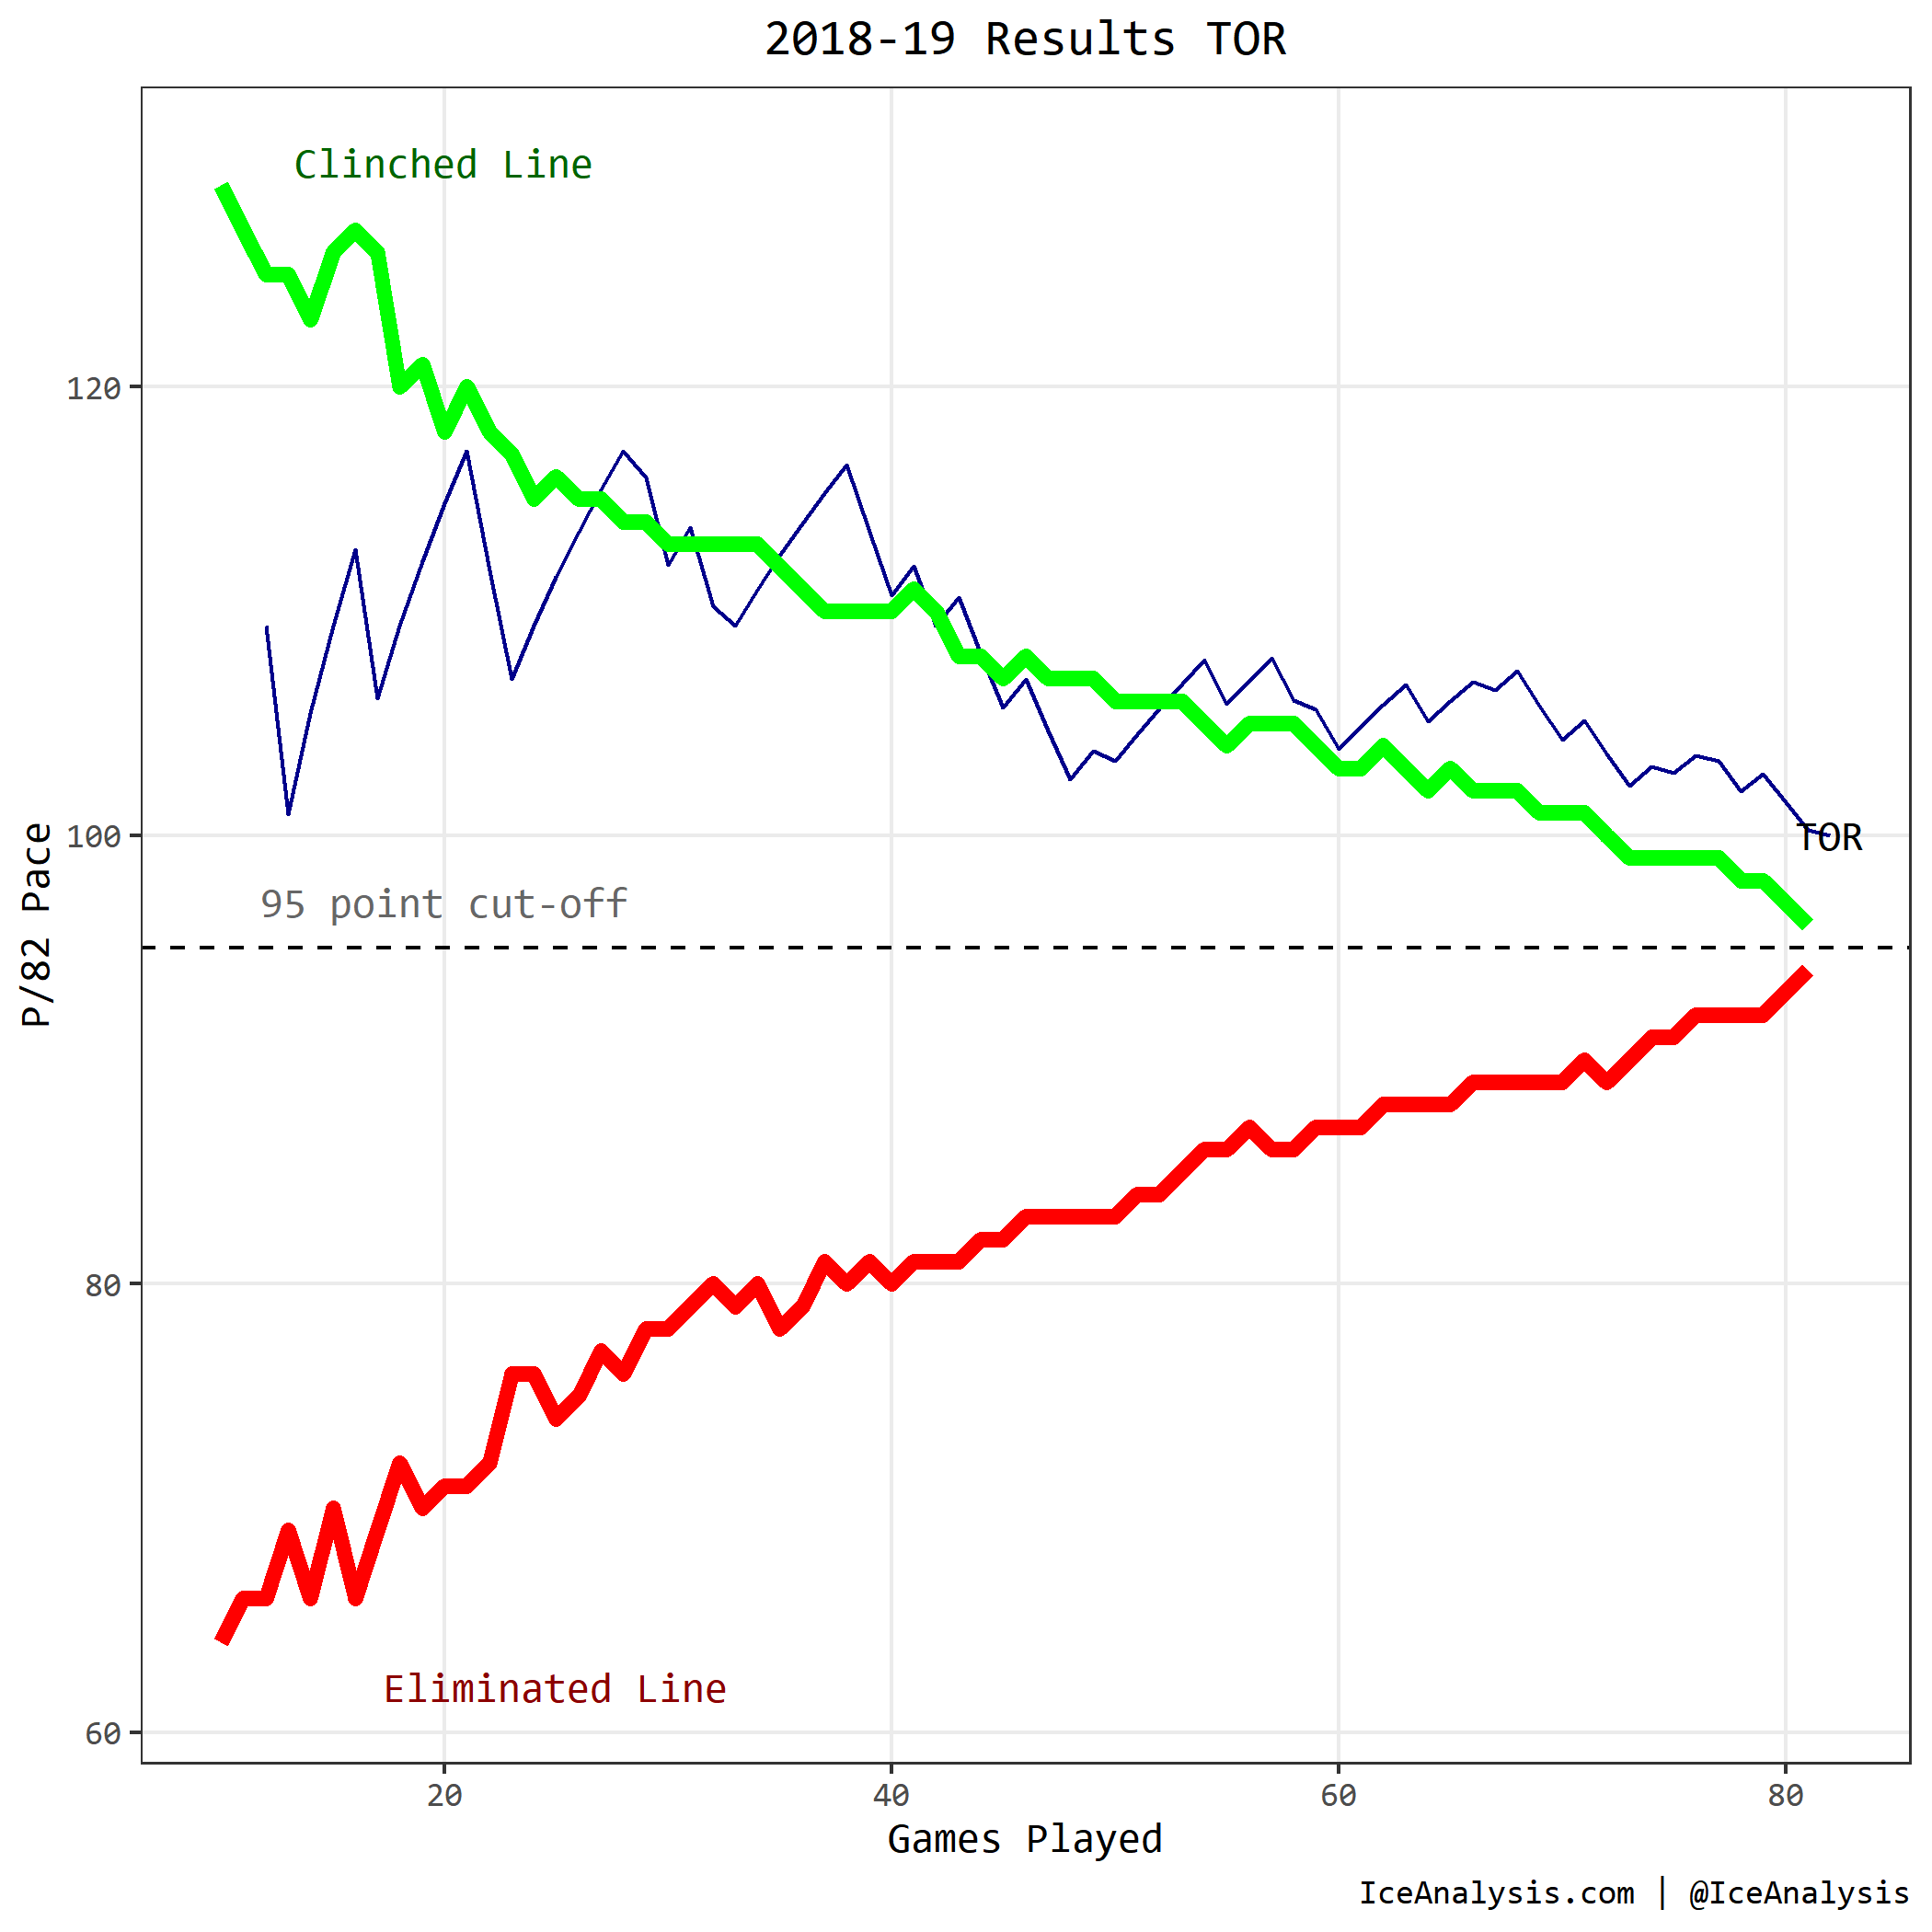 2018-19 Results TOR
Clinched Line
120
P/82 Pace
100
TOR
95 point cut-off
80
Eliminated Line
60
20 40 60 80
Games Played
IceAnalysis.com | @IceAnalysis